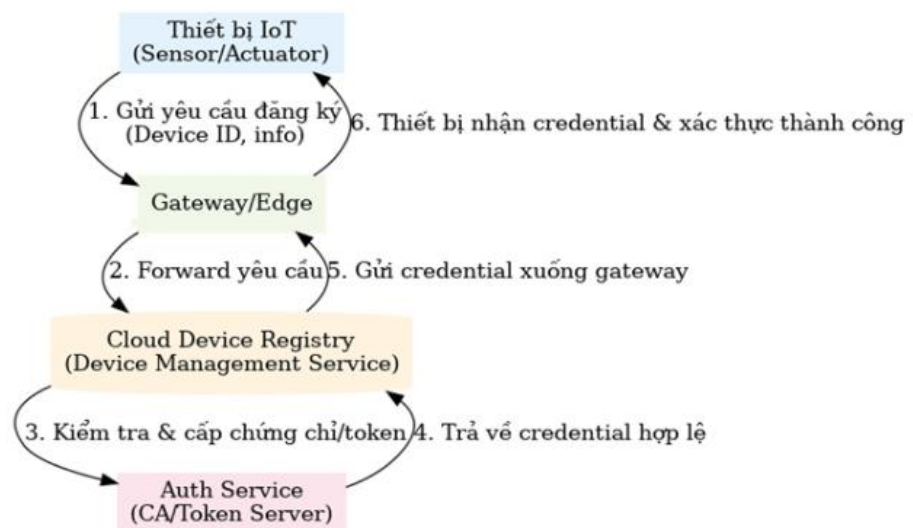 Thiết bị IoT
(Sensor/Actuator)
1. Gửi yêu cầu đăng ký
(Device ID, info)
6. Thiết bị nhận credential & xác thực thành công
Gateway/Edge
2. Forward yêu cầu
5. Gửi credential xuống gateway
Cloud Device Registry
(Device Management Service)
3. Kiểm tra & cấp chứng chỉ/token
4. Trả về credential hợp lệ
Auth Service
(CA/Token Server)